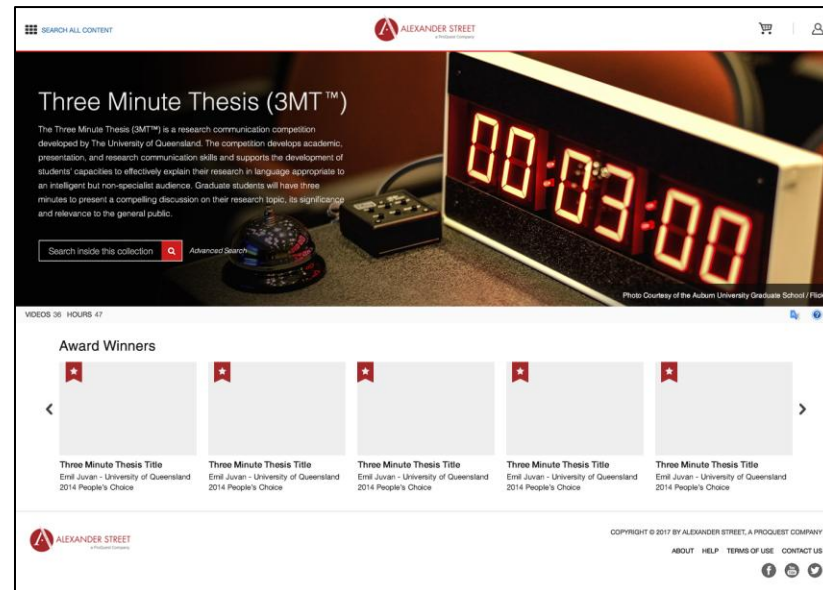 SEARCH ALL CONTENT
ALEXANDER STREET
a ProQuest Company
Three Minute Thesis (3MT™)
The Three Minute Thesis (3MT™) is a research communication competition
developed by The University of Queensland. The competition develops academic,
presentation, and research communication skills and supports the development of
students' capacities to effectively explain their research in language appropriate to
an intelligent but non-specialist audience. Graduate students will have three
minutes to present a compelling discussion on their research topic, its significance
and relevance to the general public.
Search inside this collection
Advanced Search
00:03:00
Photo Courtesy of the Auburn University Graduate School / Flick
VIDEOS 36 HOURS 47
Award Winners
Three Minute Thesis Title Three Minute Thesis Title Three Minute Thesis Title Three Minute Thesis Title Three Minute Thesis Title
Emil Juvan - University of Queensland Emil Juvan - University of Queensland Emil Juvan - University of Queensland Emil Juvan - University of Queensland Emil Juvan - University of Queensland
2014 People's Choice 2014 People's Choice 2014 People's Choice 2014 People's Choice 2014 People's Choice
ALEXANDER STREET
a ProQuest Company
COPYRIGHT © 2017 BY ALEXANDER STREET, A PROQUEST COMPANY
ABOUT HELP TERMS OF USE CONTACT US